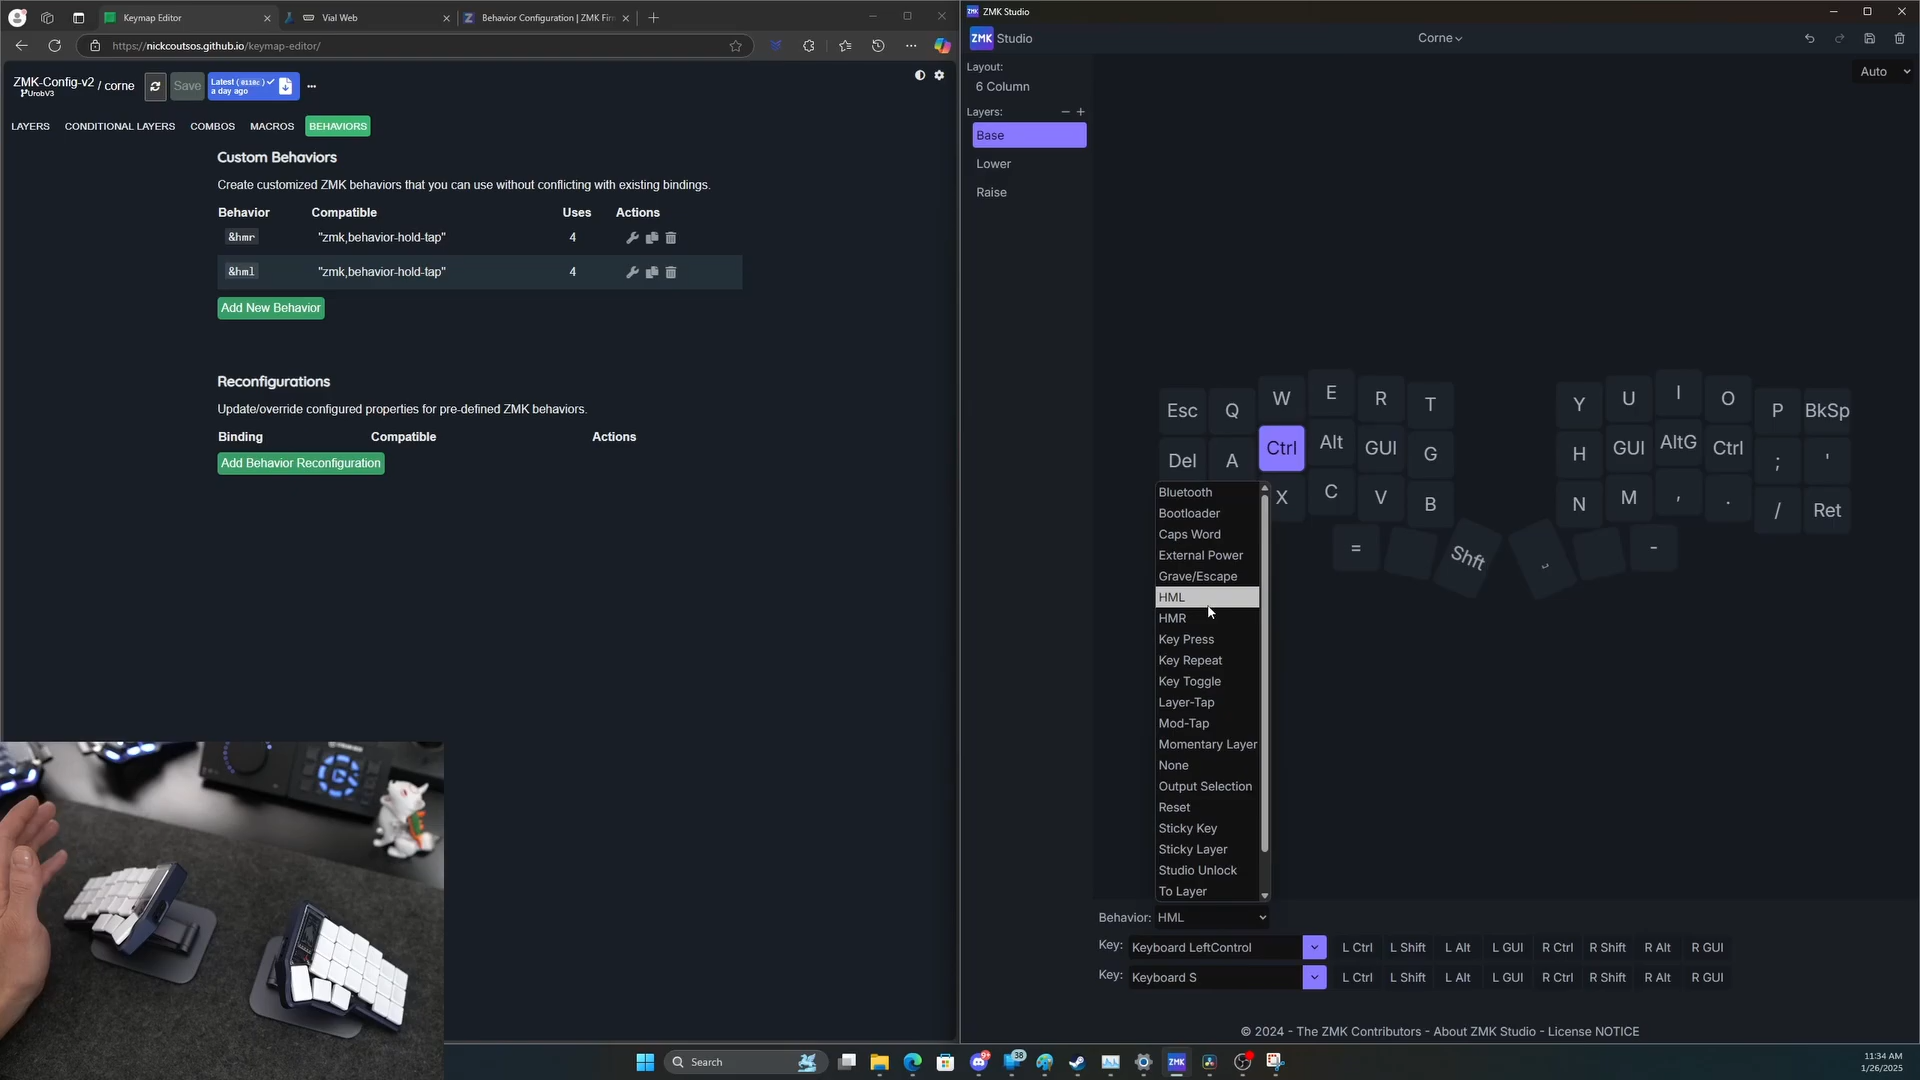 Keymap Editor
Vial Web
Behavior Configuration | ZMK Fir
https://nickcoutsos.github.io/keymap-editor/
ZMK-Config-v2 / corne
UrobV3
Save
Latest (0110c) ✓
a day ago
LAYERS
CONDITIONAL LAYERS
COMBOS
MACROS
BEHAVIORS
Custom Behaviors
Create customized ZMK behaviors that you can use without conflicting with existing bindings.
Behavior Compatible Uses Actions
&hmr "zmk,behavior-hold-tap" 4
&hml "zmk,behavior-hold-tap" 4
Add New Behavior
Reconfigurations
Update/override configured properties for pre-defined ZMK behaviors.
Binding Compatible Actions
Add Behavior Reconfiguration
ZMK ZMK Studio
ZMK Studio
Corne
Layout:
6 Column
Layers: − +
Base
Lower
Raise
Auto
Esc Q W E R T Y U I O P BkSp
Del A Ctrl Alt GUI G H GUI AltG Ctrl ; '
X C V B N M , . / Ret
= Shft ␣ -
Bluetooth
Bootloader
Caps Word
External Power
Grave/Escape
HML
HMR
Key Press
Key Repeat
Key Toggle
Layer-Tap
Mod-Tap
Momentary Layer
None
Output Selection
Reset
Sticky Key
Sticky Layer
Studio Unlock
To Layer
Behavior: HML
Key: Keyboard LeftControl L Ctrl L Shift L Alt L GUI R Ctrl R Shift R Alt R GUI
Key: Keyboard S L Ctrl L Shift L Alt L GUI R Ctrl R Shift R Alt R GUI
© 2024 - The ZMK Contributors - About ZMK Studio - License NOTICE
Search
9+
38
ZMK
11:34 AM
1/26/2025